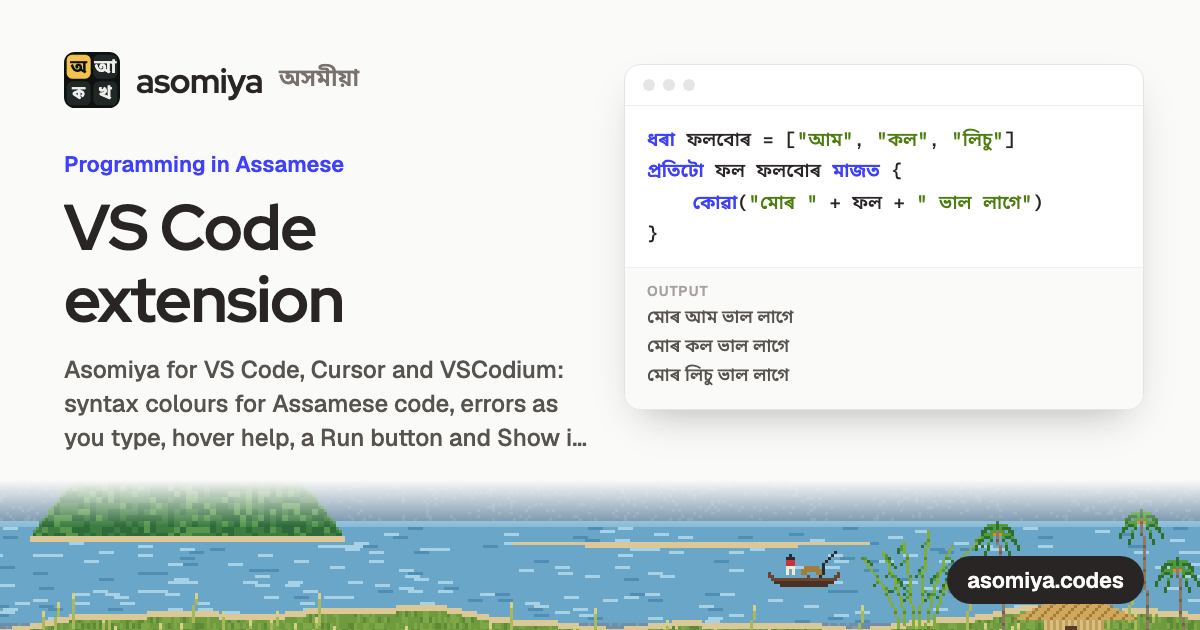 অ আ
ক খ
asomiya অসমীয়া
Programming in Assamese
VS Code
extension
Asomiya for VS Code, Cursor and VSCodium:
syntax colours for Assamese code, errors as
you type, hover help, a Run button and Show i...
ধৰা ফলবোৰ = ["আম", "কল", "লিচু"]
প্ৰতিটো ফল ফলবোৰ মাজত {
    কোৱা("মোৰ " + ফল + " ভাল লাগে")
}
OUTPUT
মোৰ আম ভাল লাগে
মোৰ কল ভাল লাগে
মোৰ লিচু ভাল লাগে
asomiya.codes